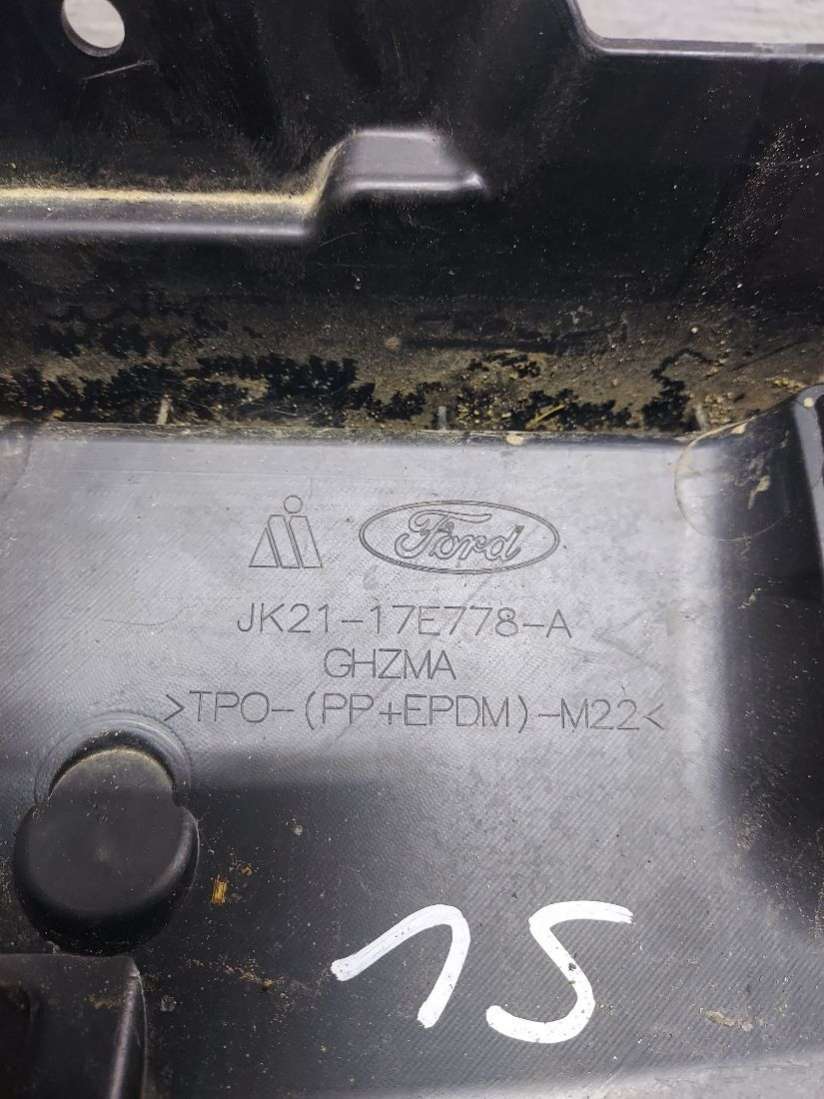 Ford
JK21-17E778-A
GHZMA
>TPO-(PP+EPDM)-M22<
15